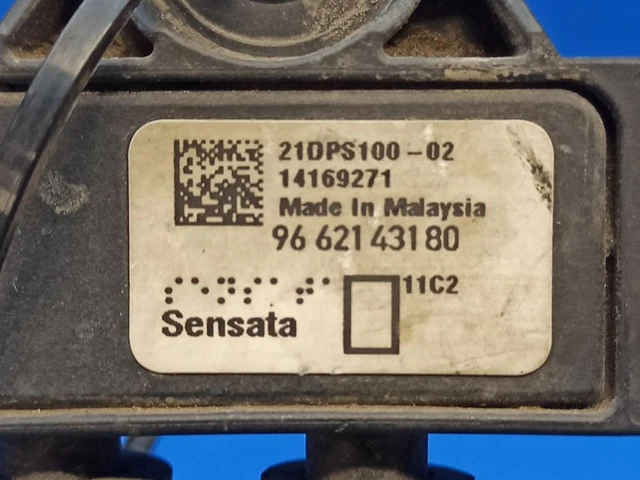 21DPS100-02
14169271
Made In Malaysia
96 621 431 80
11C2
Sensata